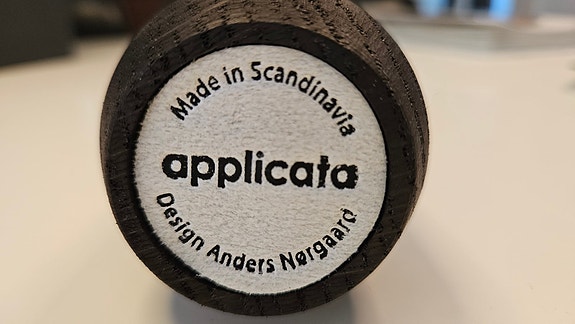 Made in Scandinavia
applicata
Design Anders Nørgaard